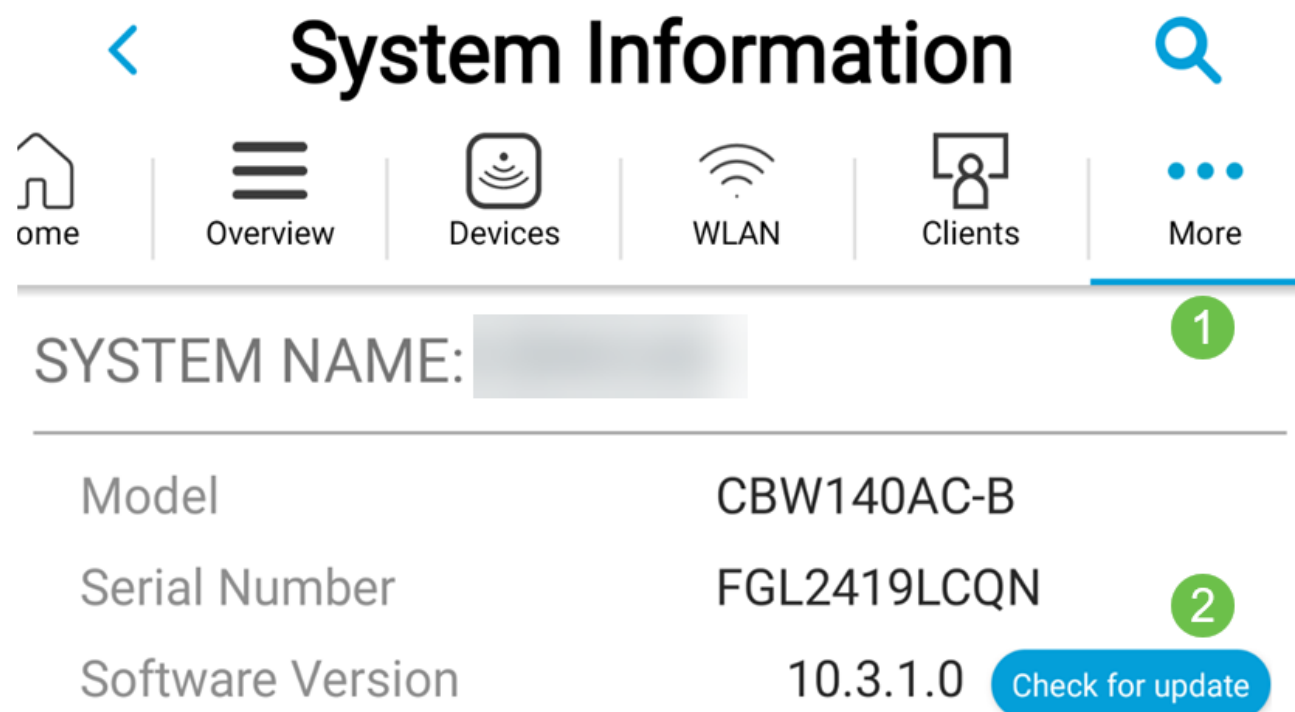 System Information
ome Overview Devices WLAN Clients More
1
SYSTEM NAME:
Model CBW140AC-B
Serial Number FGL2419LCQN
2
Software Version 10.3.1.0 Check for update